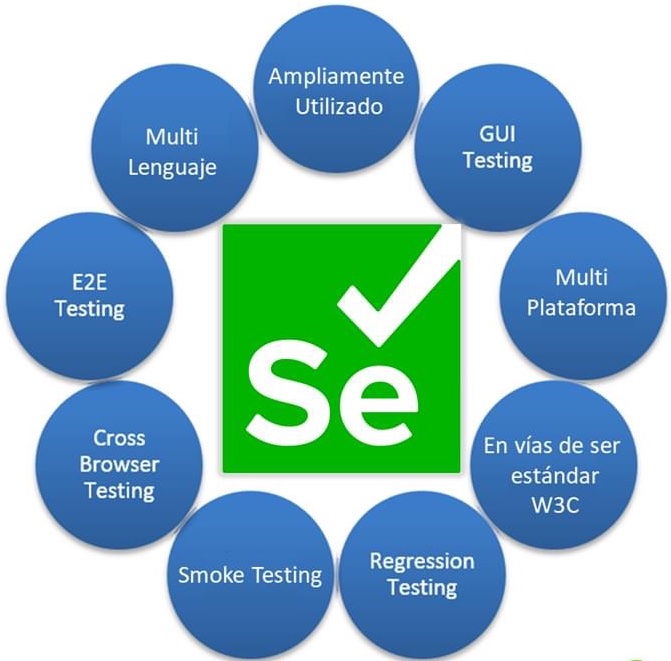 Ampliamente
Utilizado
GUI
Testing
Multi
Plataforma
En vías de ser
estándar
W3C
Regression
Testing
Smoke Testing
Cross
Browser
Testing
E2E
Testing
Multi
Lenguaje
Se